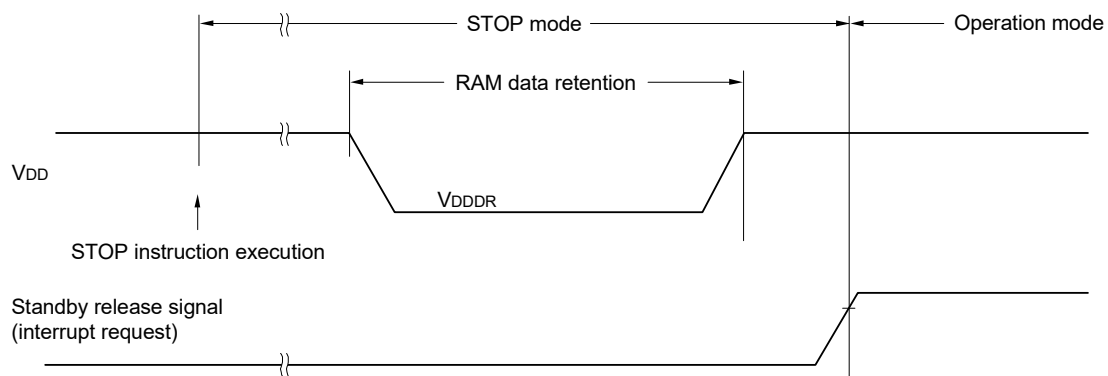 STOP mode
Operation mode
RAM data retention
VDD
VDDDR
STOP instruction execution
Standby release signal
(interrupt request)